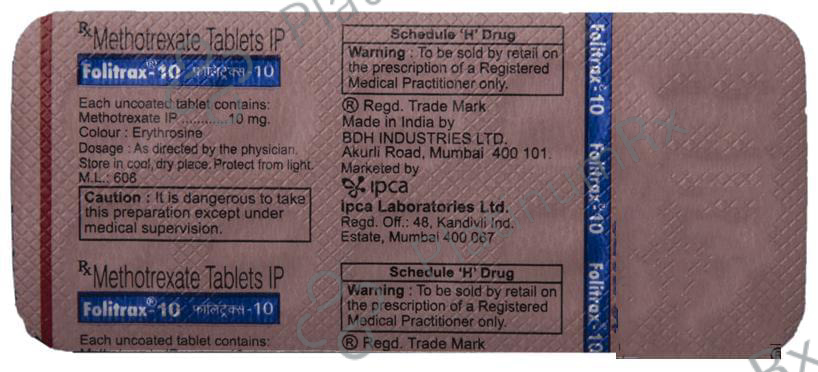 Rx Methotrexate Tablets IP
Folitrax®-10 फोलिट्रेक्स-10
Each uncoated tablet contains:
Methotrexate IP ............10 mg.
Colour : Erythrosine
Dosage : As directed by the physician.
Store in cool, dry place. Protect from light.
M.L.: 608
Caution : It is dangerous to take
this preparation except under
medical supervision.
Rx Methotrexate Tablets IP
Folitrax®-10 फोलिट्रेक्स-10
Each uncoated tablet contains:
Schedule 'H' Drug
Warning : To be sold by retail on
the prescription of a Registered
Medical Practitioner only.
® Regd. Trade Mark
Made in India by
BDH INDUSTRIES LTD.
Akurli Road, Mumbai 400 101.
Marketed by
ipca
Ipca Laboratories Ltd.
Regd. Off.: 48, Kandivli Ind.
Estate, Mumbai 400 067
Schedule 'H' Drug
Warning : To be sold by retail on
the prescription of a Registered
Medical Practitioner only.
® Regd. Trade Mark
Folitrax®-10 Folitrax®-10 Folitrax®-10